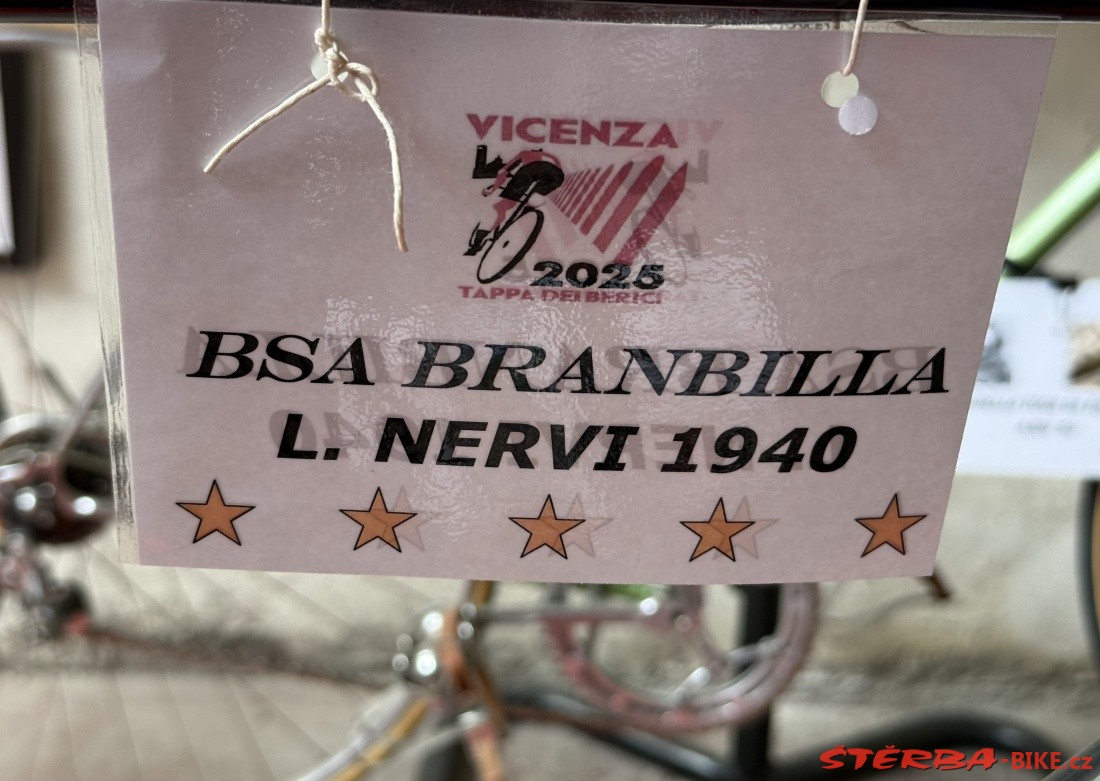 VICENZA
2025
TAPPA DEI BERICI
BSA BRANBILLA
L. NERVI 1940
ŠTĚRBA-BIKE.cz